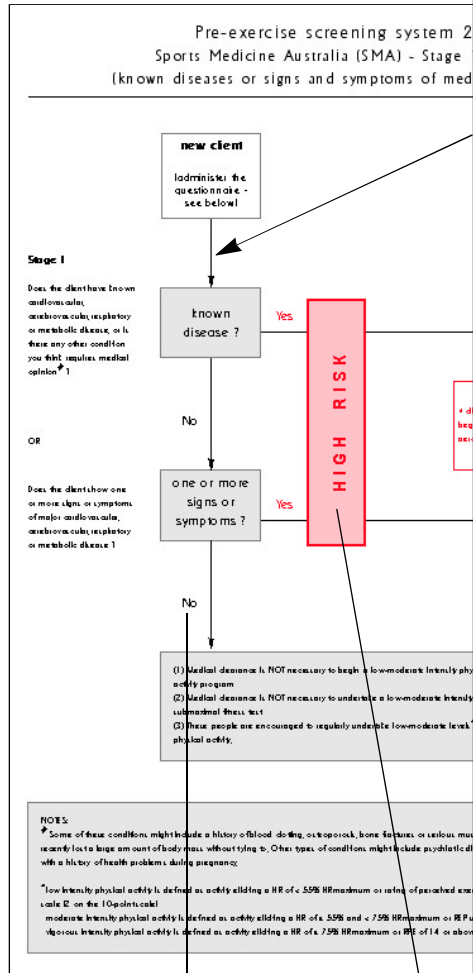 Pre-exercise screening system 2
Sports Medicine Australia (SMA) - Stage
(known diseases or signs and symptoms of med
new client
(administer the
questionnaire -
see below)
Stage 1
Does the client have known
cardiovascular,
cerebrovascular, respiratory
or metabolic disease, or is
there any other condition
you think requires medical
opinion# ?
known
disease ?
Yes
HIGH RISK
No
OR
Does the client show one
or more signs or symptoms
of major cardiovascular,
cerebrovascular, respiratory
or metabolic disease ?
one or more
signs or
symptoms ?
Yes
No
(1) Medical clearance is NOT necessary to begin a low-moderate intensity phy
activity program
(2) Medical clearance is NOT necessary to undertake a low-moderate intensity
submaximal fitness test
(3) These people are encouraged to regularly undertake low-moderate levels
physical activity.
NOTES:
# Some of these conditions might include a history of blood clotting, osteoporosis, bone fractures or serious mus
recently lost a large amount of body mass without trying to. Other types of conditions might include psychiatric di
with a history of health problems during pregnancy.
*low intensity physical activity is defined as activity eliciting a HR of < 55% HRmaximum or rating of perceived exer
scale 12 on the 10-point scale)
moderate intensity physical activity is defined as activity eliciting a HR of ≥ 55% and < 75% HRmaximum or RPE
vigorous intensity physical activity is defined as activity eliciting a HR of ≥ 75% HRmaximum or RPE of 14 or above